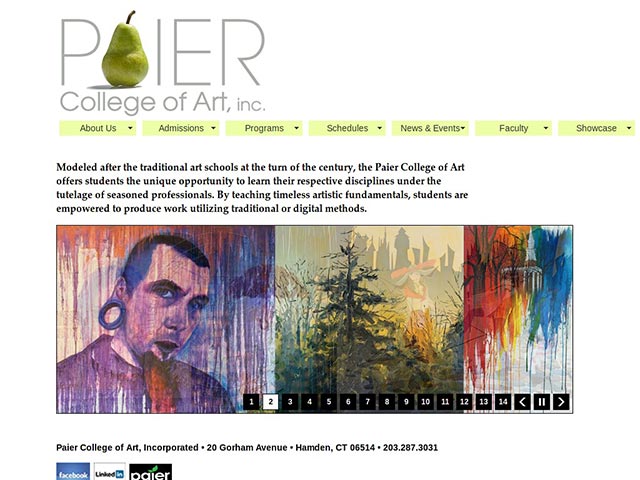 PAIER
College of Art, inc.
About Us Admissions Programs Schedules News & Events Faculty Showcase
Modeled after the traditional art schools at the turn of the century, the Paier College of Art
offers students the unique opportunity to learn their respective disciplines under the
tutelage of seasoned professionals. By teaching timeless artistic fundamentals, students are
empowered to produce work utilizing traditional or digital methods.
1 2 3 4 5 6 7 8 9 10 11 12 13 14
Paier College of Art, Incorporated • 20 Gorham Avenue • Hamden, CT 06514 • 203.287.3031
facebook LinkedIn paier